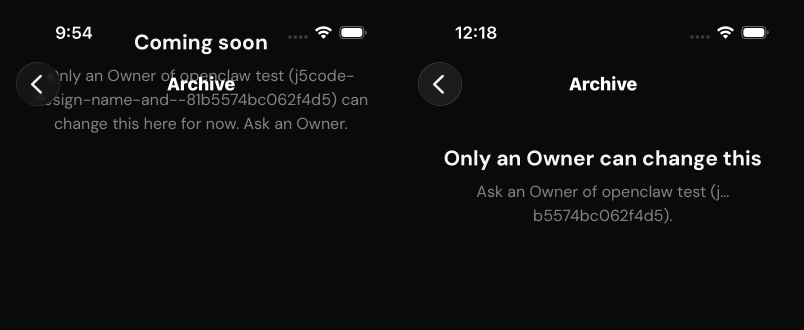 9:54
Coming soon
Only an Owner of openclaw test (j5code-
sign-name-and--81b5574bc062f4d5) can
Archive
change this here for now. Ask an Owner.
12:18
Archive
Only an Owner can change this
Ask an Owner of openclaw test (j…
b5574bc062f4d5).